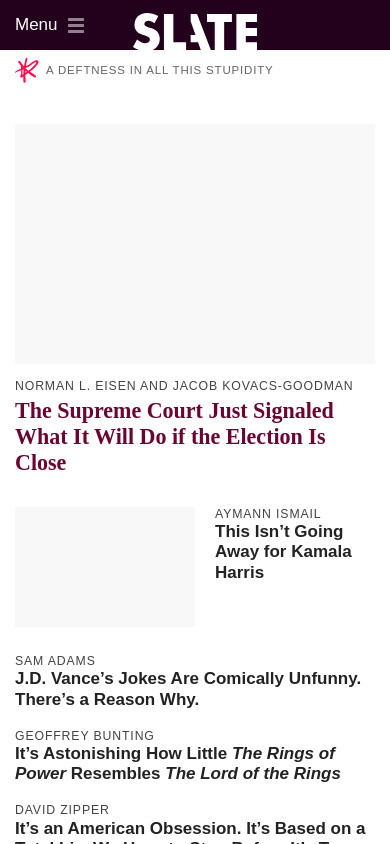 Menu
SLATE
A DEFTNESS IN ALL THIS STUPIDITY
NORMAN L. EISEN AND JACOB KOVACS-GOODMAN
The Supreme Court Just Signaled
What It Will Do if the Election Is
Close
AYMANN ISMAIL
This Isn’t Going
Away for Kamala
Harris
SAM ADAMS
J.D. Vance’s Jokes Are Comically Unfunny.
There’s a Reason Why.
GEOFFREY BUNTING
It’s Astonishing How Little The Rings of
Power Resembles The Lord of the Rings
DAVID ZIPPER
It’s an American Obsession. It’s Based on a